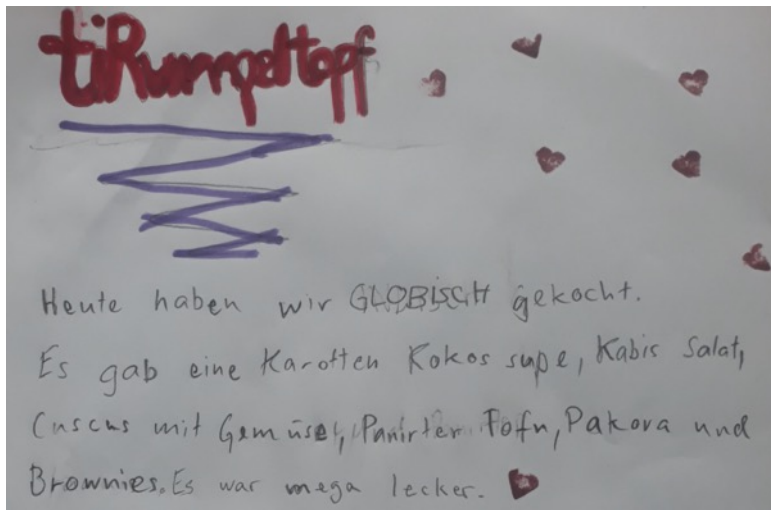 tiRumpeltopf
Heute haben wir GLOBiSCH gekocht.
Es gab eine Karotten Kokos supe, Kabis Salat,
Cuscus mit Gemüse, Panirter Tofu, Pakora und
Brownies. Es war mega lecker.